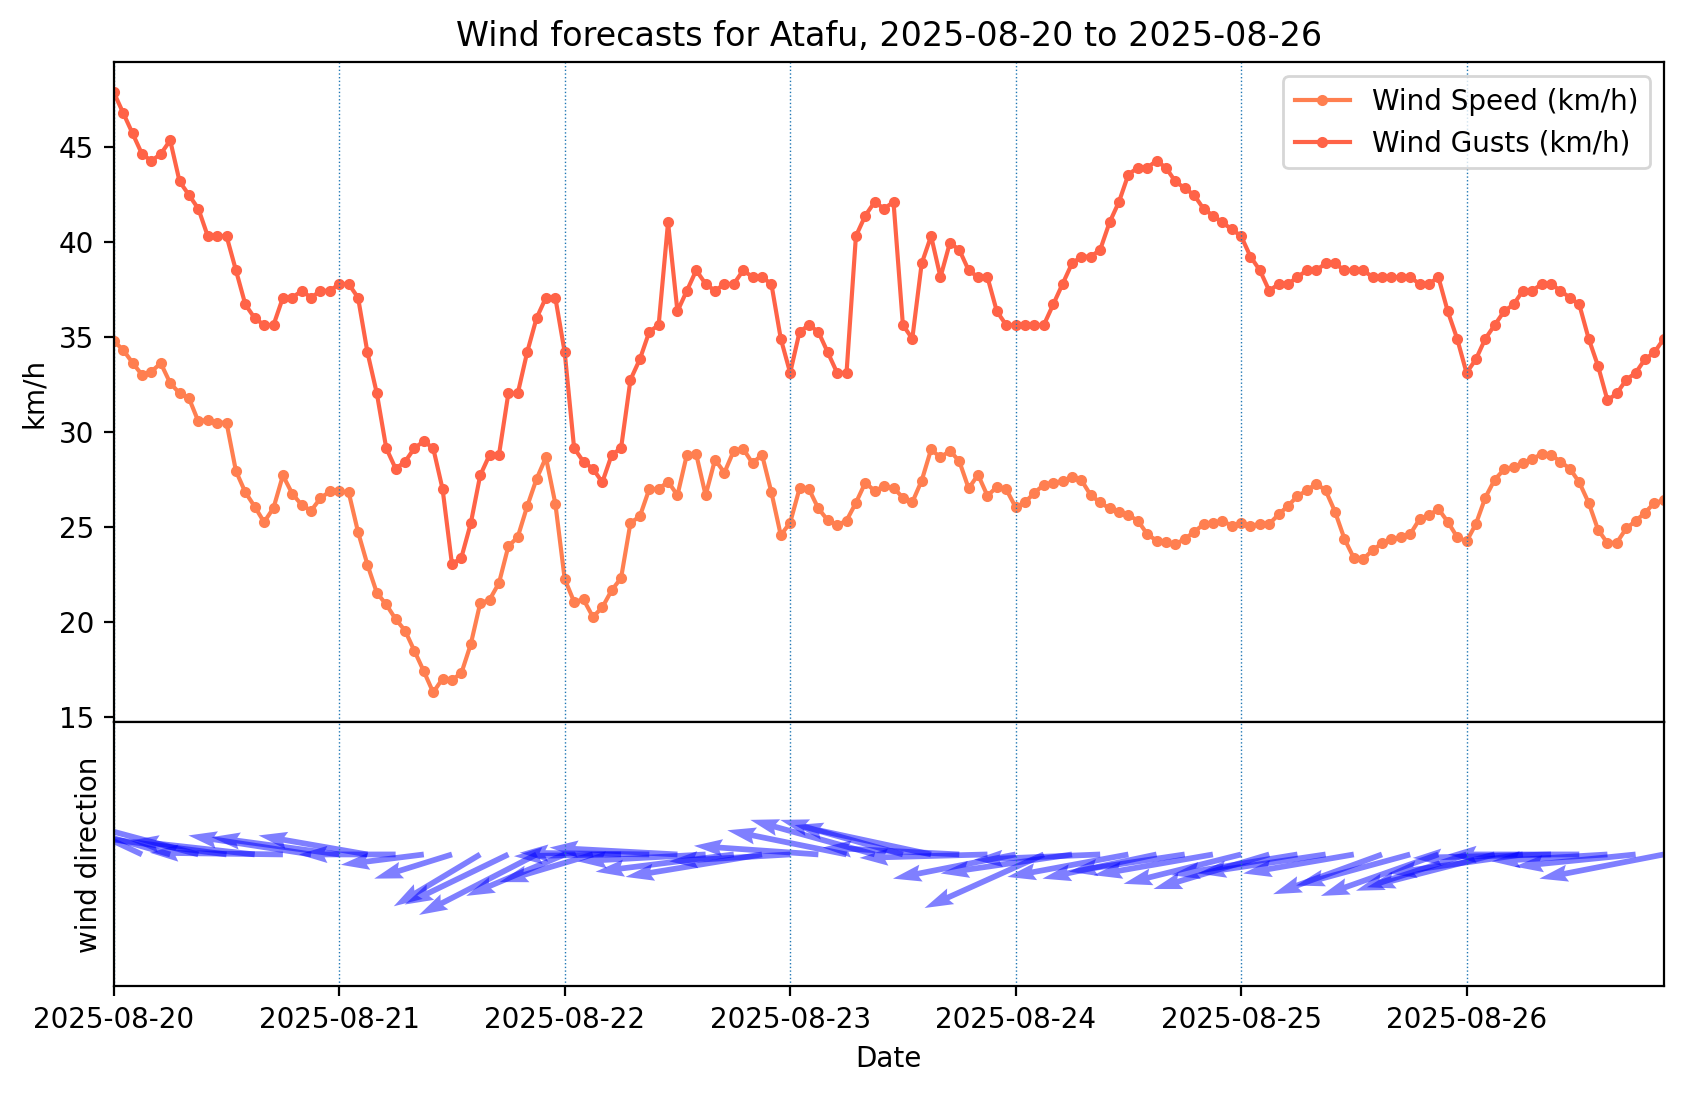 Wind forecasts for Atafu, 2025-08-20 to 2025-08-26
Wind Speed (km/h)
Wind Gusts (km/h)
km/h
45
40
35
30
25
20
15
wind direction
2025-08-20 2025-08-21 2025-08-22 2025-08-23 2025-08-24 2025-08-25 2025-08-26
Date